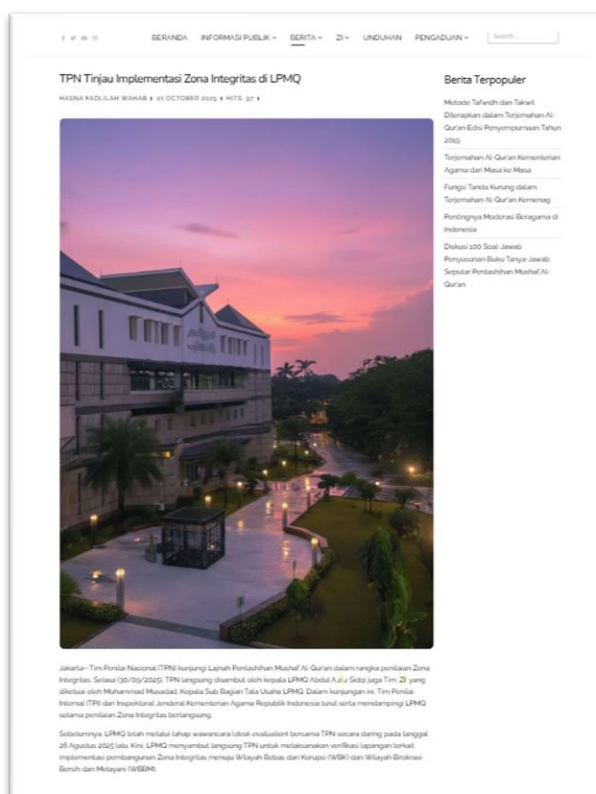 BERANDA INFORMASI PUBLIK BERITA ZI UNDUHAN PENGADUAN Search ...
TPN Tinjau Implementasi Zona Integritas di LPMQ
HASNA FADLILAH WAHAB 01 OCTOBER 2025 HITS: 97
Berita Terpopuler
Metode Tafwidh dan Takwil
Diterapkan dalam Terjemahan Al-
Qur'an Edisi Penyempurnaan Tahun
2019
Terjemahan Al-Qur'an Kementerian
Agama dari Masa ke Masa
Fungsi Tanda Kurung dalam
Terjemahan Al-Qur'an Kemenag
Pentingnya Moderasi Beragama di
Indonesia
Diskusi 100 Soal-Jawab
Penyusunan Buku Tanya-Jawab
Seputar Pentashihan Mushaf Al-
Qur'an
Jakarta— Tim Penilai Nasional (TPN) kunjungi Lajnah Pentashihan Mushaf Al-Qur'an dalam rangka penilaian Zona
Integritas, Selasa (30/09/2025). TPN langsung disambut oleh kepala LPMQ Abdul Sidqi juga Tim ZI yang
diketuai oleh Muhammad Musadad, Kepala Sub Bagian Tata Usaha LPMQ. Dalam kunjungan ini, Tim Penilai
Internal (TPI) dari Inspektorat Jenderal Kementerian Agama Republik Indonesia turut serta mendampingi LPMQ
selama penilaian Zona Integritas berlangsung.
Sebelumnya, LPMQ telah melalui tahap wawancara (desk evaluation) bersama TPN secara daring pada tanggal
26 Agustus 2025 lalu. Kini, LPMQ menyambut langsung TPN untuk melaksanakan verifikasi lapangan terkait
implementasi pembangunan Zona Integritas menuju Wilayah Bebas dari Korupsi (WBK) dan Wilayah Birokrasi
Bersih dan Melayani (WBBM).